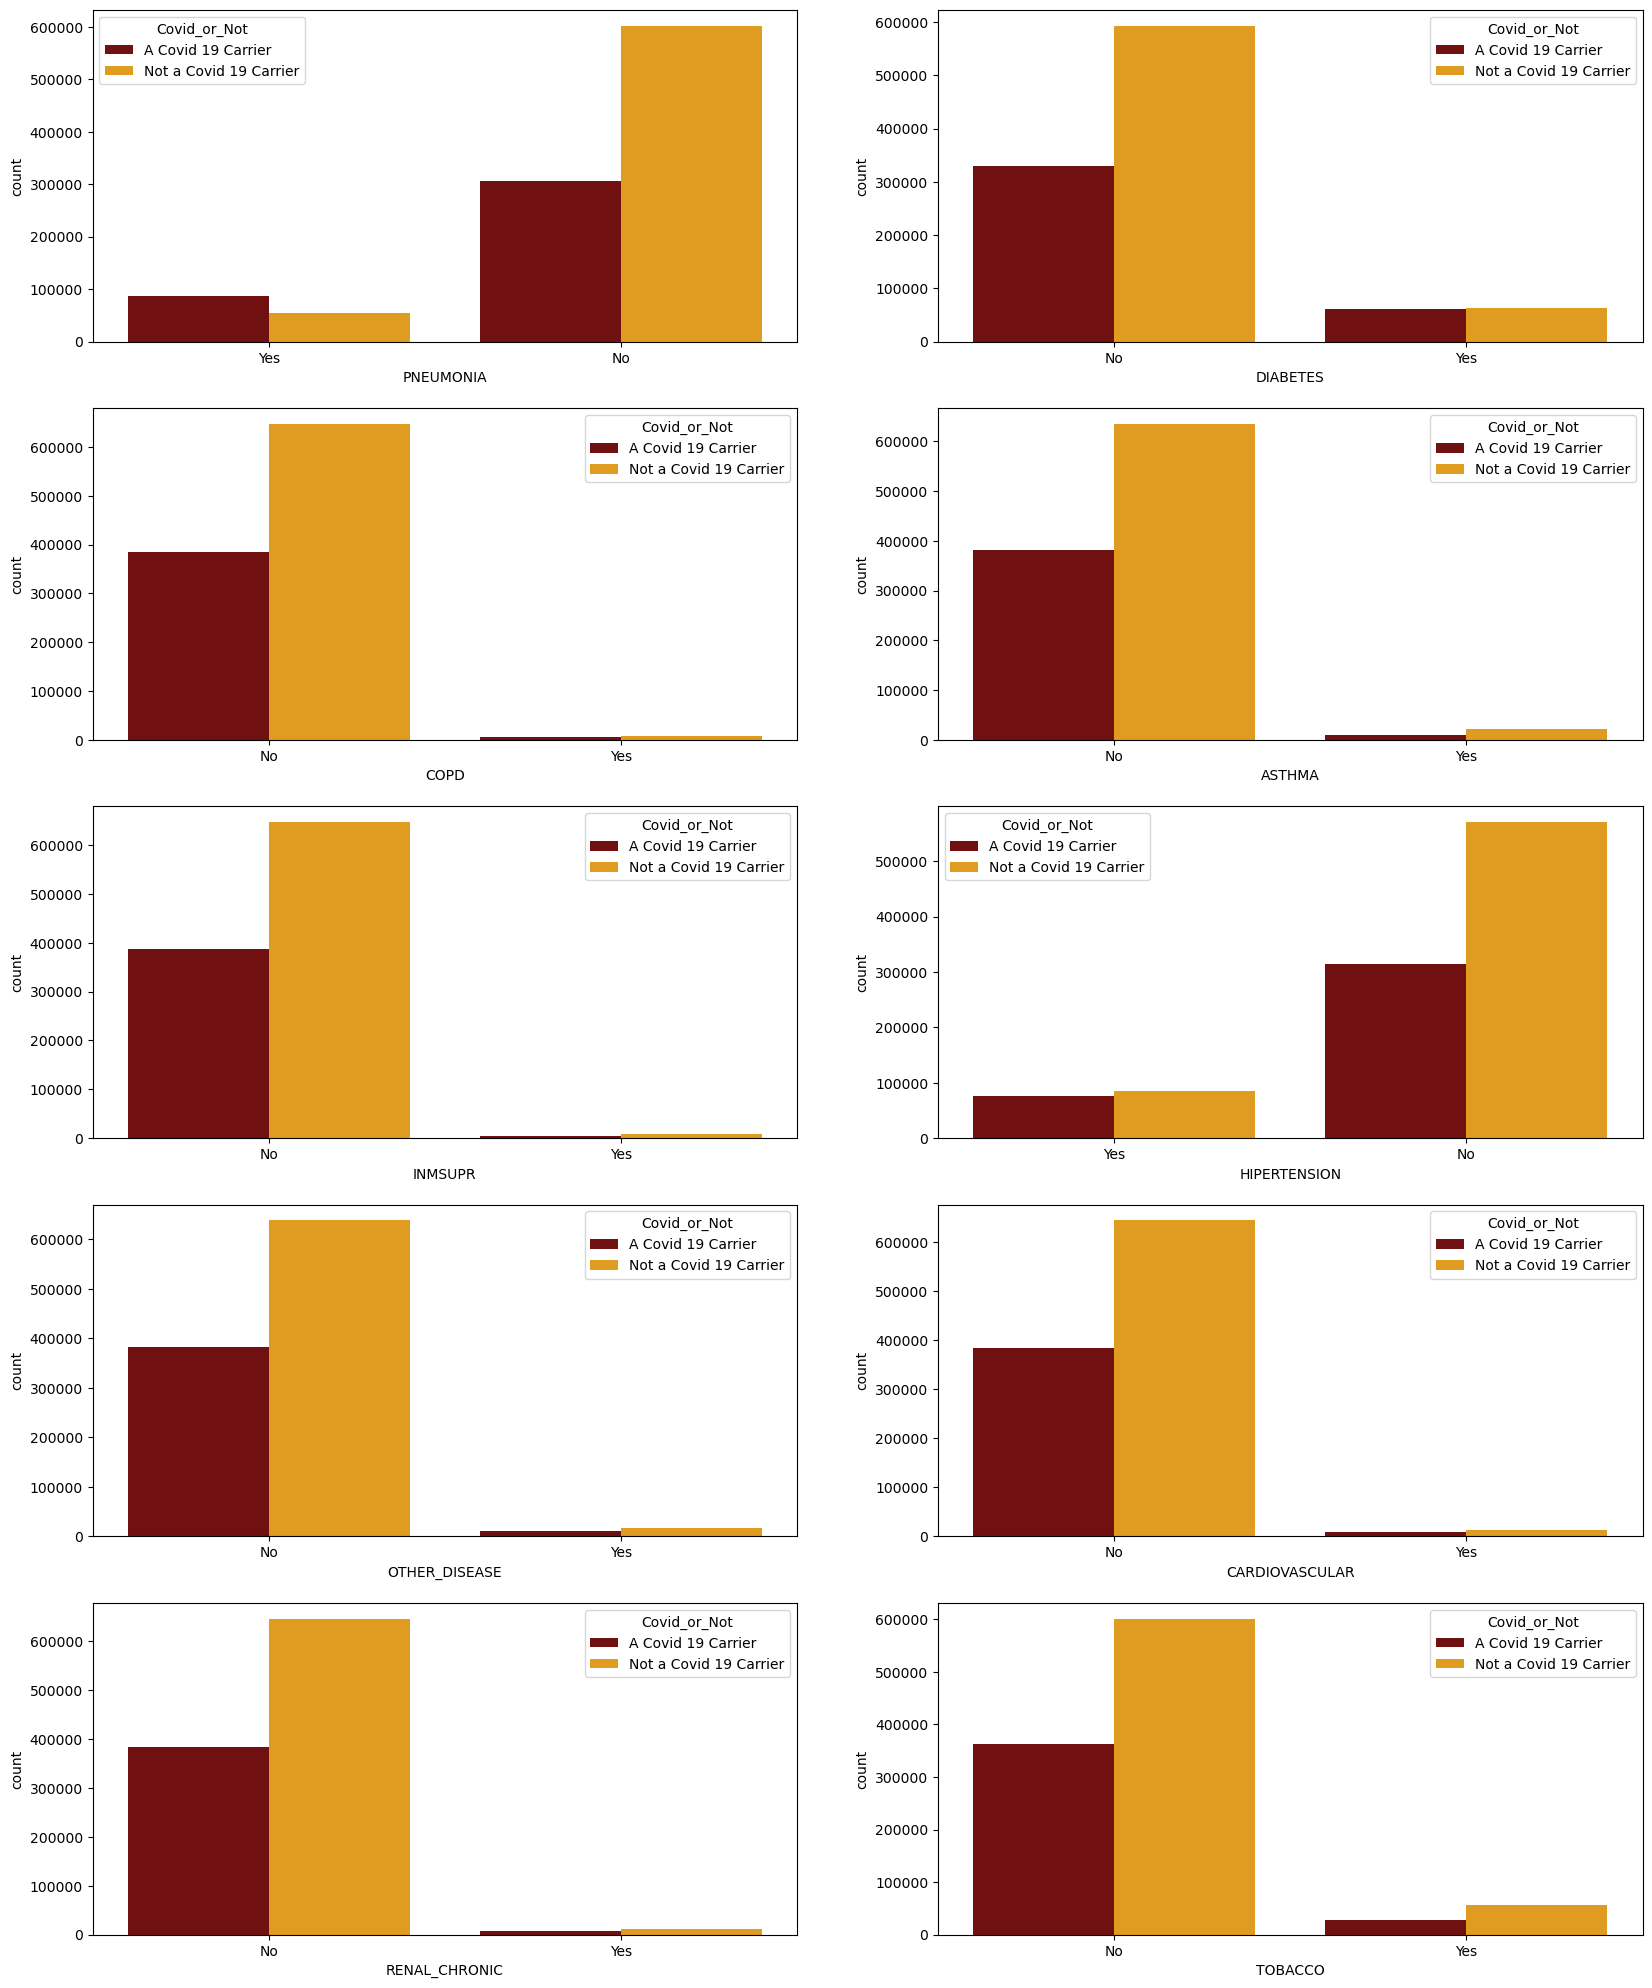 Covid_or_Not
A Covid 19 Carrier
Not a Covid 19 Carrier
600000
500000
400000
300000
200000
100000
0
count
Yes
No
PNEUMONIA
Covid_or_Not
A Covid 19 Carrier
Not a Covid 19 Carrier
600000
500000
400000
300000
200000
100000
0
count
No
Yes
DIABETES
Covid_or_Not
A Covid 19 Carrier
Not a Covid 19 Carrier
600000
500000
400000
300000
200000
100000
0
count
No
Yes
COPD
Covid_or_Not
A Covid 19 Carrier
Not a Covid 19 Carrier
600000
500000
400000
300000
200000
100000
0
count
No
Yes
ASTHMA
Covid_or_Not
A Covid 19 Carrier
Not a Covid 19 Carrier
600000
500000
400000
300000
200000
100000
0
count
No
Yes
INMSUPR
Covid_or_Not
A Covid 19 Carrier
Not a Covid 19 Carrier
500000
400000
300000
200000
100000
0
count
Yes
No
HIPERTENSION
Covid_or_Not
A Covid 19 Carrier
Not a Covid 19 Carrier
600000
500000
400000
300000
200000
100000
0
count
No
Yes
OTHER_DISEASE
Covid_or_Not
A Covid 19 Carrier
Not a Covid 19 Carrier
600000
500000
400000
300000
200000
100000
0
count
No
Yes
CARDIOVASCULAR
Covid_or_Not
A Covid 19 Carrier
Not a Covid 19 Carrier
600000
500000
400000
300000
200000
100000
0
count
No
Yes
RENAL_CHRONIC
Covid_or_Not
A Covid 19 Carrier
Not a Covid 19 Carrier
600000
500000
400000
300000
200000
100000
0
count
No
Yes
TOBACCO